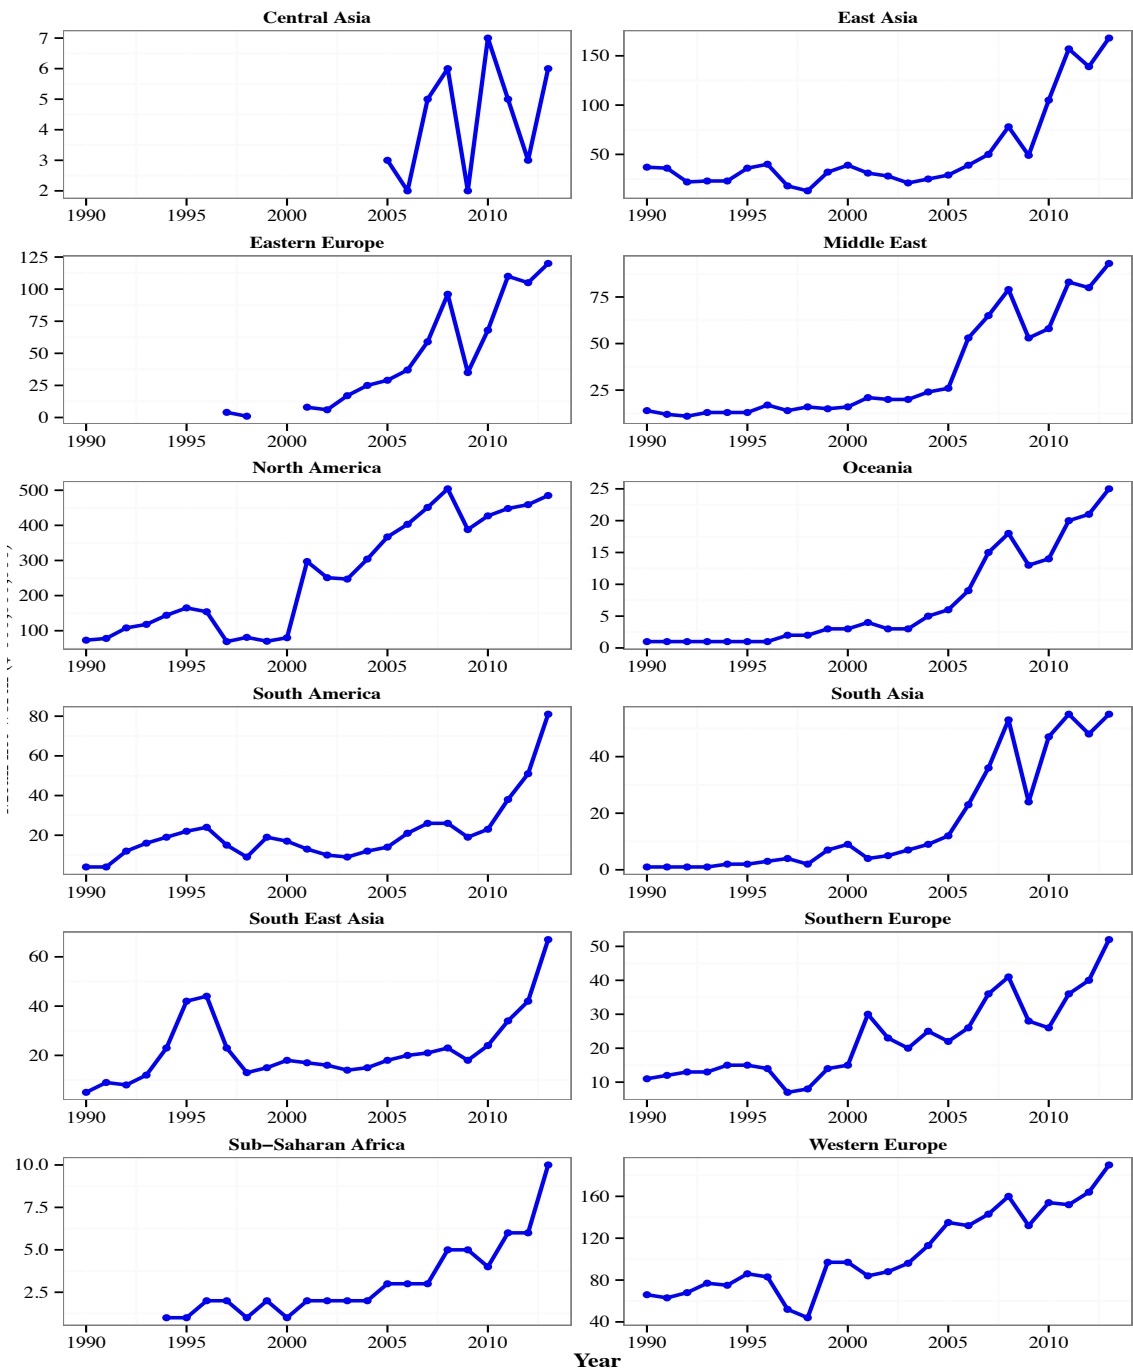 Central Asia
7
6
5
4
3
2
1990 1995 2000 2005 2010
East Asia
150
100
50
1990 1995 2000 2005 2010
Eastern Europe
125
100
75
50
25
0
1990 1995 2000 2005 2010
Middle East
75
50
25
1990 1995 2000 2005 2010
North America
500
400
300
200
100
1990 1995 2000 2005 2010
Oceania
25
20
15
10
5
0
1990 1995 2000 2005 2010
South America
80
60
40
20
1990 1995 2000 2005 2010
South Asia
40
20
0
1990 1995 2000 2005 2010
South East Asia
60
40
20
1990 1995 2000 2005 2010
Southern Europe
50
40
30
20
10
1990 1995 2000 2005 2010
Sub−Saharan Africa
10.0
7.5
5.0
2.5
1990 1995 2000 2005 2010
Western Europe
160
120
80
40
1990 1995 2000 2005 2010
Year